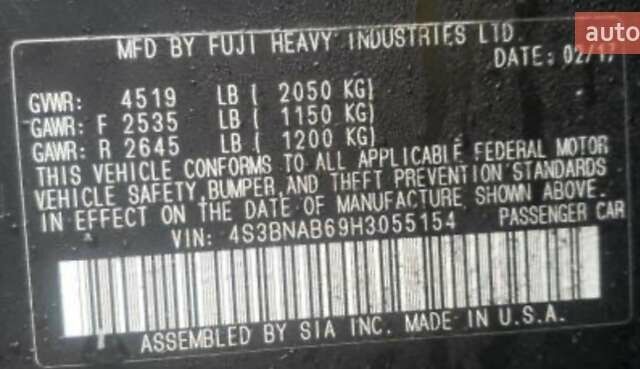 auto
MFD BY FUJI HEAVY INDUSTRIES LTD.
DATE: 02/17
GVWR: 4519 LB ( 2050 KG)
GAWR: F 2535 LB ( 1150 KG)
GAWR: R 2645 LB ( 1200 KG)
THIS VEHICLE CONFORMS TO ALL APPLICABLE FEDERAL MOTOR
VEHICLE SAFETY, BUMPER, AND THEFT PREVENTION STANDARDS
IN EFFECT ON THE DATE OF MANUFACTURE SHOWN ABOVE.
VIN: 4S3BNAB69H3055154 PASSENGER CAR
ASSEMBLED BY SIA INC. MADE IN U.S.A.